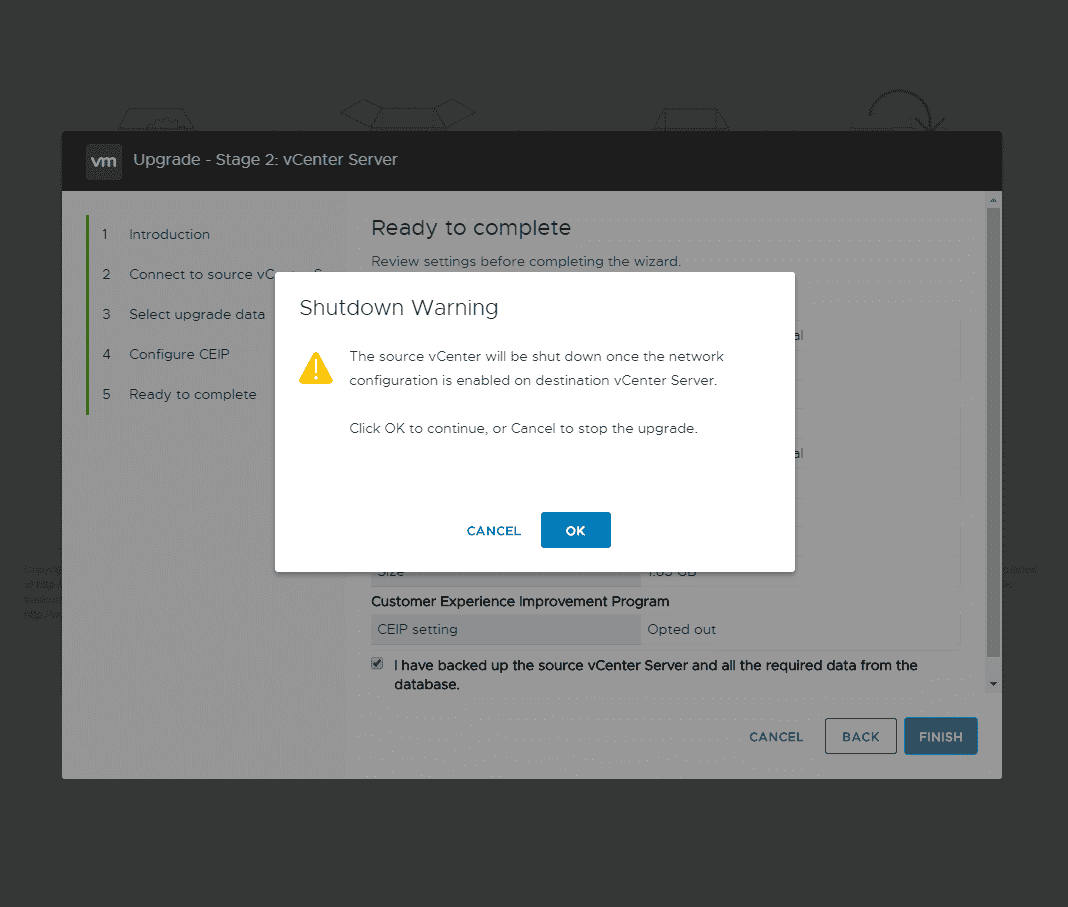 vm Upgrade - Stage 2: vCenter Server
1 Introduction
2 Connect to source
3 Select upgrade data
4 Configure CEIP
5 Ready to complete
Ready to complete
Review settings before completing the wizard.
Shutdown Warning
The source vCenter will be shut down once the network
configuration is enabled on destination vCenter Server.
Click OK to continue, or Cancel to stop the upgrade.
CANCEL OK
Size
Customer Experience Improvement Program
CEIP setting Opted out
I have backed up the source vCenter Server and all the required data from the
database.
CANCEL BACK FINISH